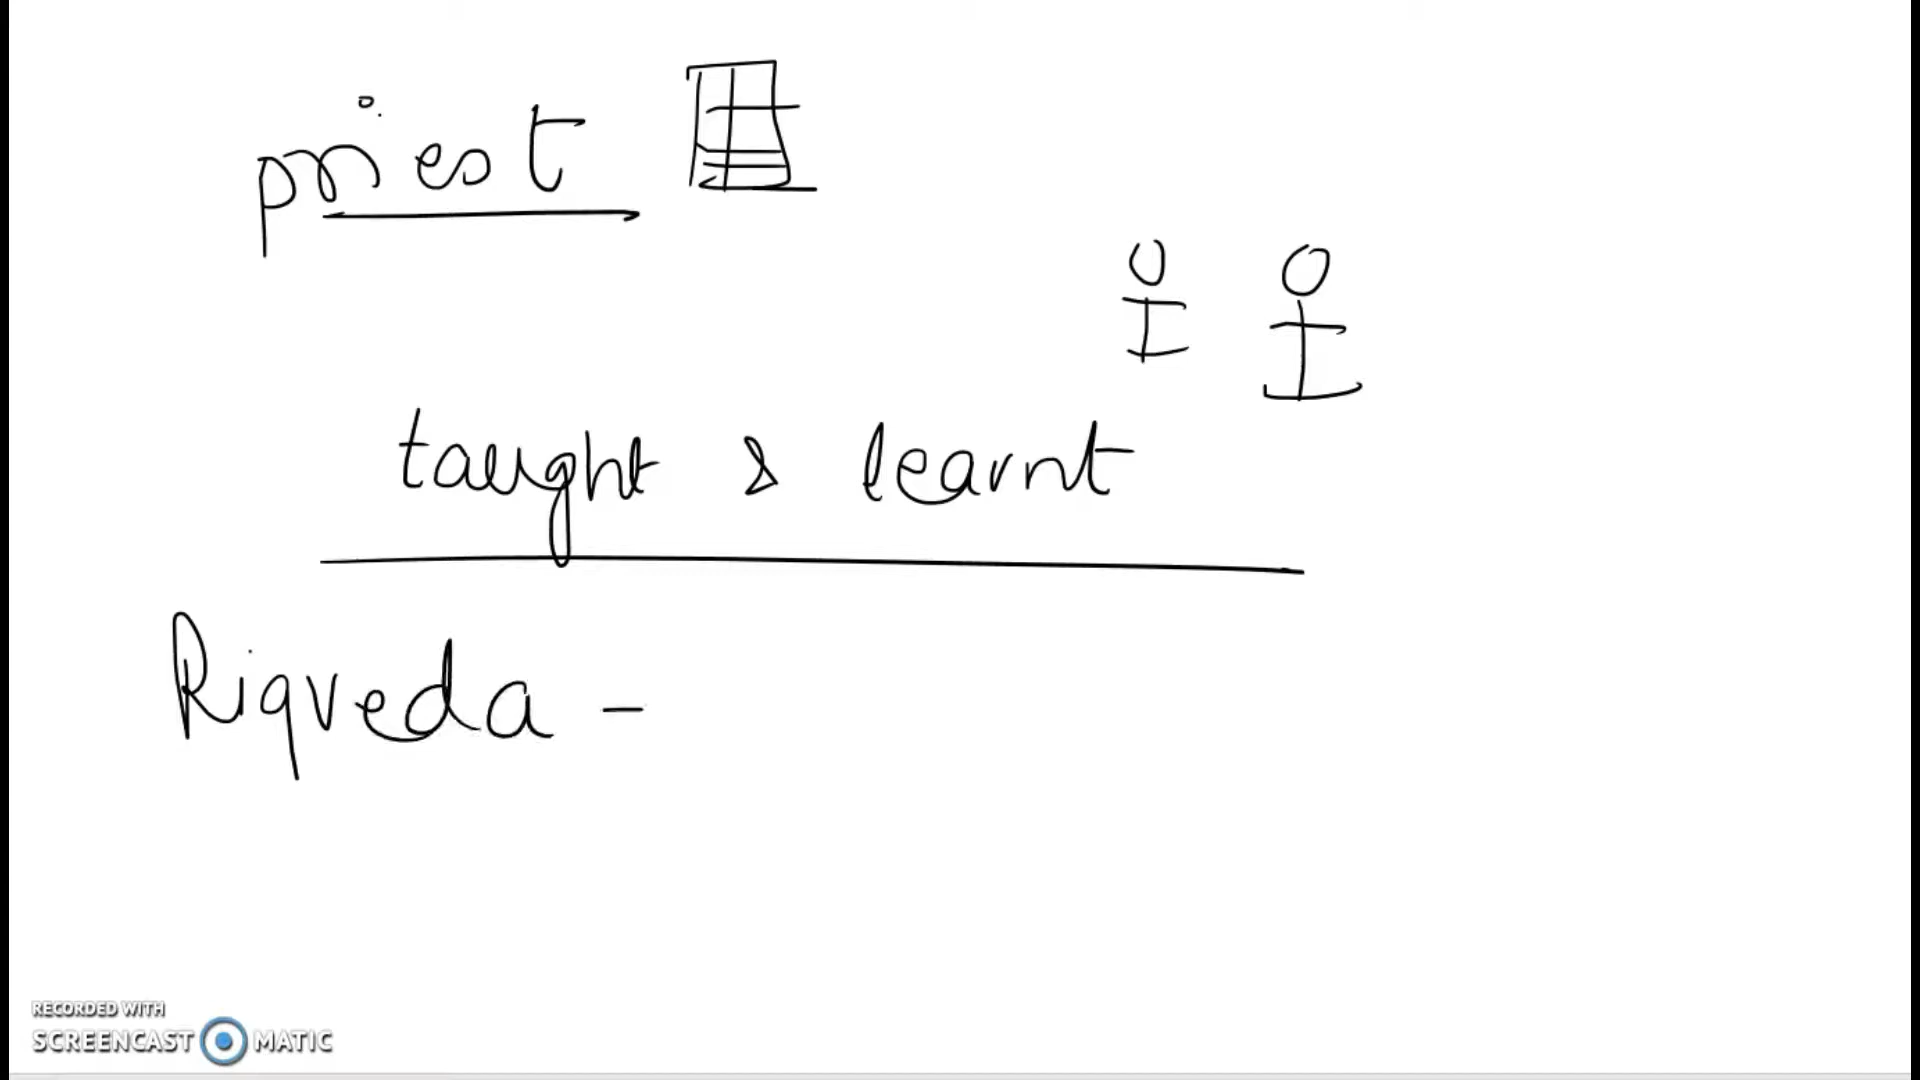 priest
taught & learnt
Rigveda -
RECORDED WITH
SCREENCAST MATIC